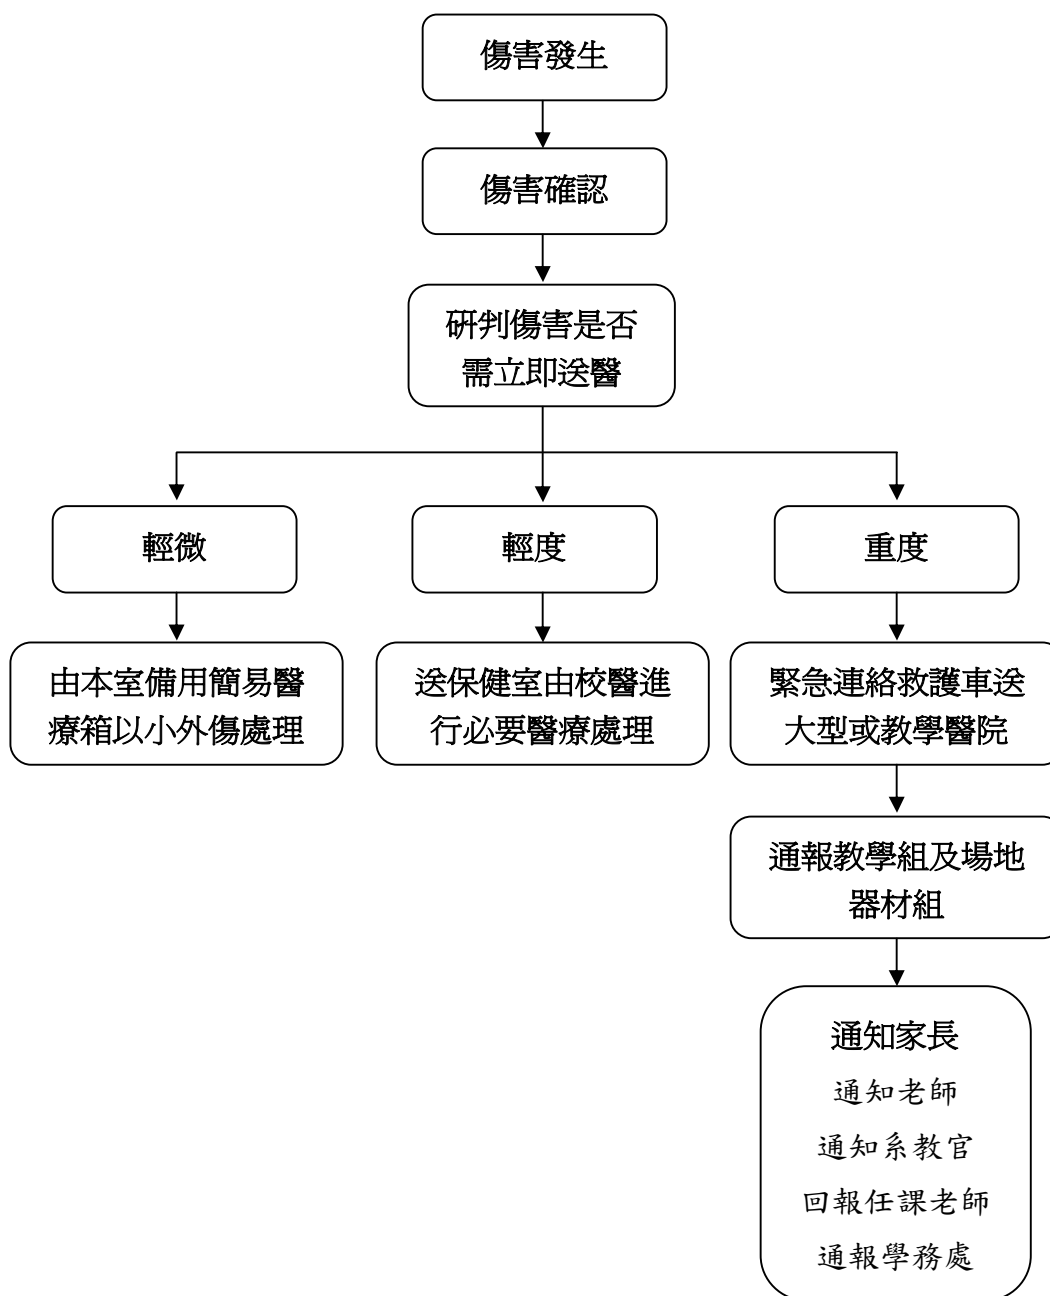 傷害發生
傷害確認
研判傷害是否
需立即送醫
輕微
輕度
重度
由本室備用簡易醫
療箱以小外傷處理
送保健室由校醫進
行必要醫療處理
緊急連絡救護車送
大型或教學醫院
通報教學組及場地
器材組
通知家長
通知老師
通知系教官
回報任課老師
通報學務處